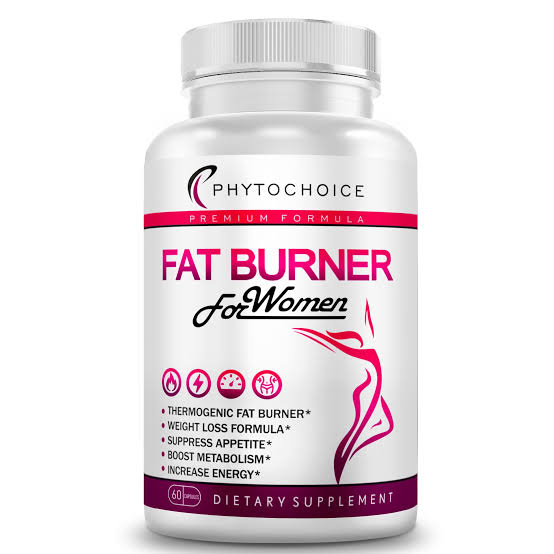 PHYTOCHOICE
PREMIUM FORMULA
FAT BURNER
For Women
• THERMOGENIC FAT BURNER*
• WEIGHT LOSS FORMULA*
• SUPPRESS APPETITE*
• BOOST METABOLISM*
• INCREASE ENERGY*
60 CAPSULES DIETARY SUPPLEMENT